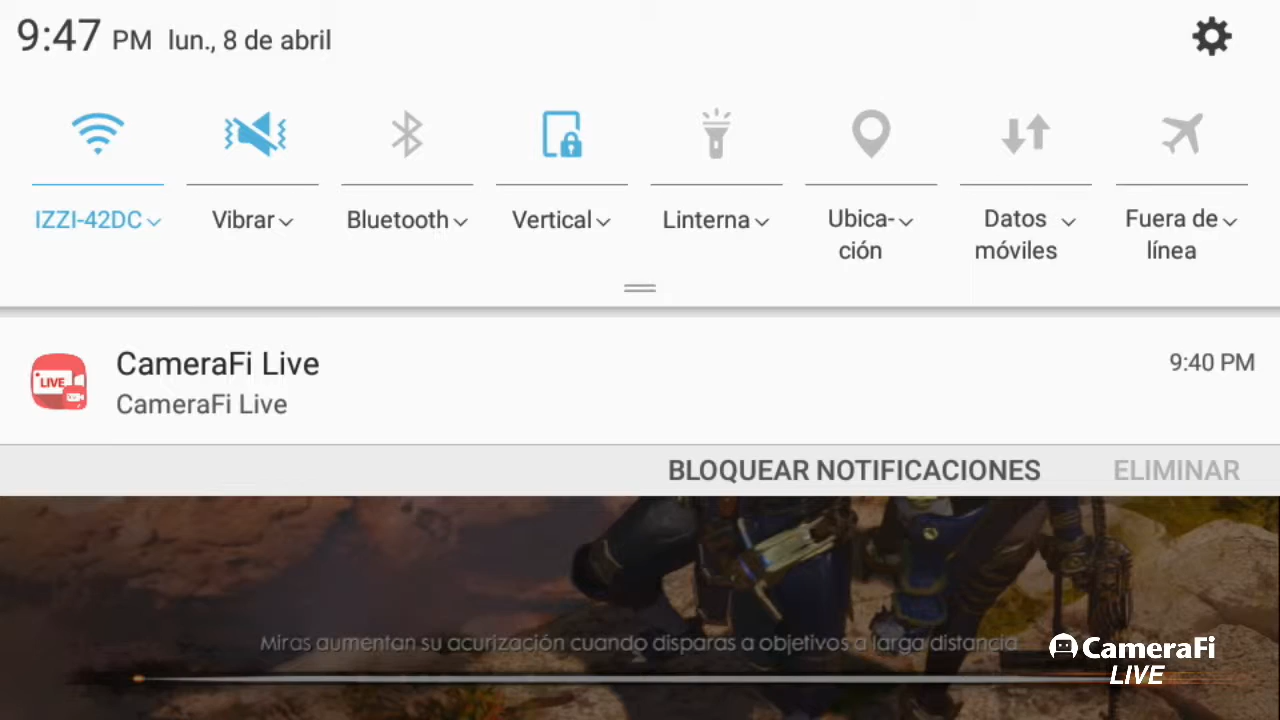 9:47 PM lun., 8 de abril
IZZI-42DC
Vibrar
Bluetooth
Vertical
Linterna
Ubica-
ción
Datos
móviles
Fuera de
línea
LIVE
CameraFi Live
9:40 PM
CameraFi Live
BLOQUEAR NOTIFICACIONES
ELIMINAR
Miras aumentan su acurización cuando disparas a objetivos a larga distancia
CameraFi
LIVE